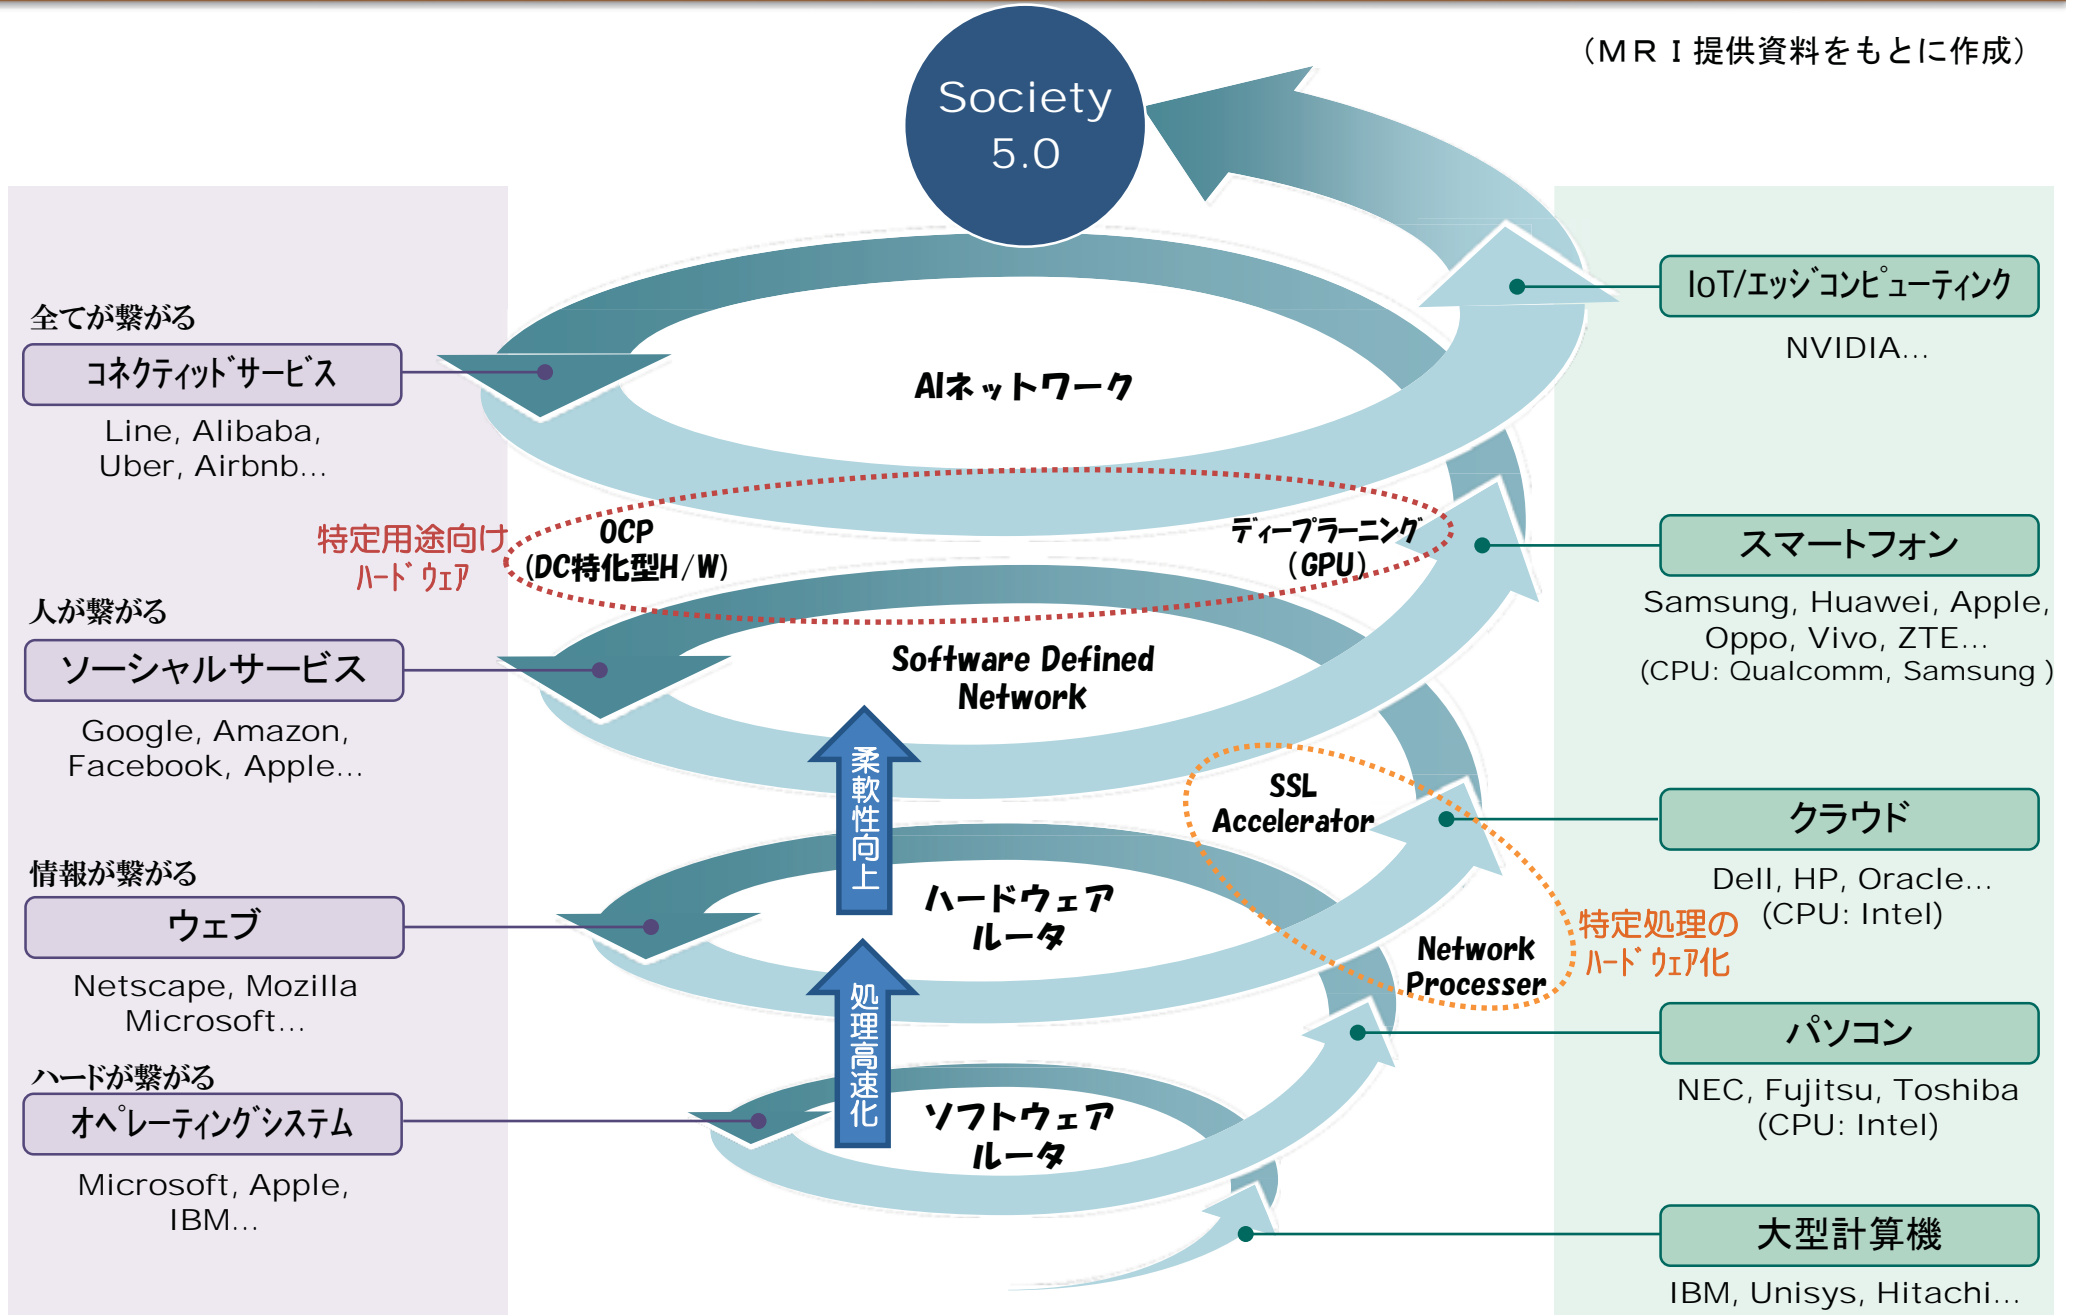 (ＭＲＩ提供資料をもとに作成)
Society
5.0
全てが繋がる
コネクティッドサービス
Line, Alibaba,
Uber, Airbnb...
人が繋がる
ソーシャルサービス
Google, Amazon,
Facebook, Apple...
情報が繋がる
ウェブ
Netscape, Mozilla
Microsoft...
ハードが繋がる
オペレーティングシステム
Microsoft, Apple,
IBM...
AIネットワーク
特定用途向け
ハードウェア
OCP
(DC特化型H/W)
ディープラーニング
(GPU)
Software Defined
Network
柔軟性向上
SSL
Accelerator
ハードウェア
ルータ
Network
Processer
特定処理の
ハードウェア化
処理高速化
ソフトウェア
ルータ
IoT/エッジコンピューティンク
NVIDIA...
スマートフォン
Samsung, Huawei, Apple,
Oppo, Vivo, ZTE...
(CPU: Qualcomm, Samsung )
クラウド
Dell, HP, Oracle...
(CPU: Intel)
パソコン
NEC, Fujitsu, Toshiba
(CPU: Intel)
大型計算機
IBM, Unisys, Hitachi...